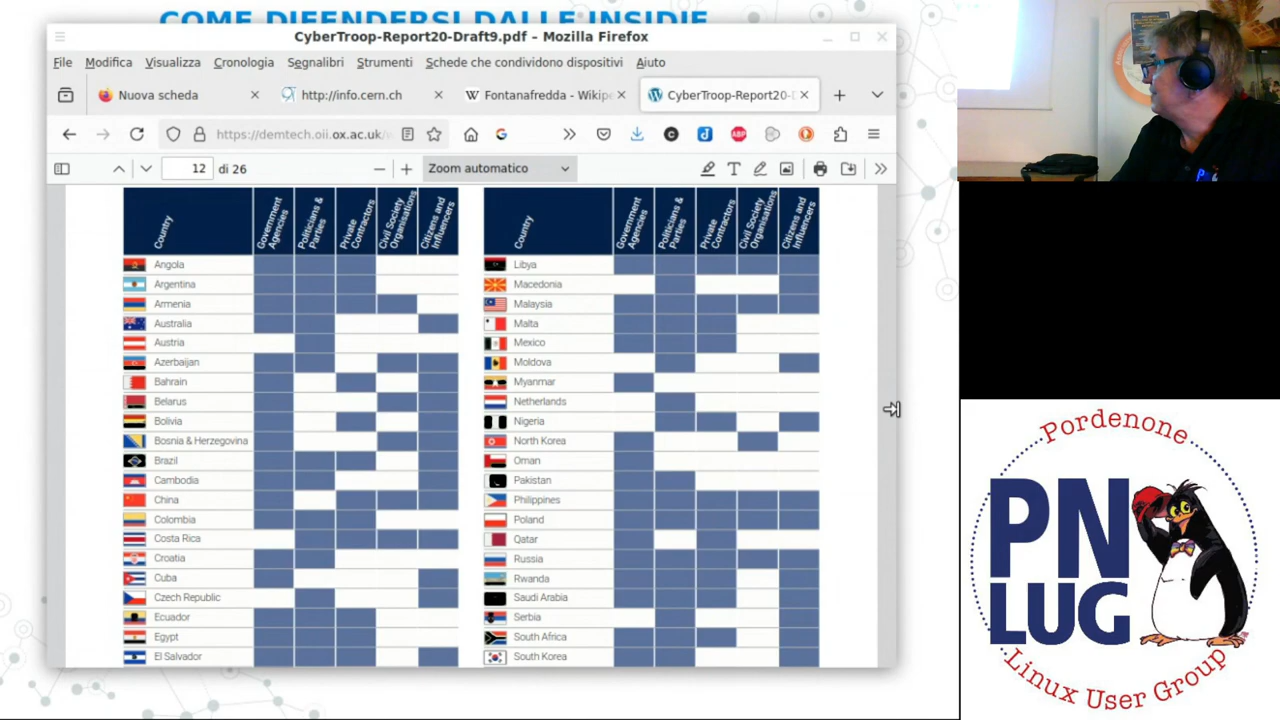 COME DIFENDERSI DALLE INSIDIE
CyberTroop-Report20-Draft9.pdf – Mozilla Firefox
File Modifica Visualizza Cronologia Segnalibri Strumenti Schede che condividono dispositivi Aiuto
Nuova scheda http://info.cern.ch Fontanafredda - Wikipe CyberTroop-Report20-D
https://demtech.oii.ox.ac.uk/
12 di 26 Zoom automatico
Country Government Agencies Politicians & Parties Private Contractors Civil Society Organisations Citizens and Influencers
Angola
Argentina
Armenia
Australia
Austria
Azerbaijan
Bahrain
Belarus
Bolivia
Bosnia & Herzegovina
Brazil
Cambodia
China
Colombia
Costa Rica
Croatia
Cuba
Czech Republic
Ecuador
Egypt
El Salvador
Country Government Agencies Politicians & Parties Private Contractors Civil Society Organisations Citizens and Influencers
Libya
Macedonia
Malaysia
Malta
Mexico
Moldova
Myanmar
Netherlands
Nigeria
North Korea
Oman
Pakistan
Philippines
Poland
Qatar
Russia
Rwanda
Saudi Arabia
Serbia
South Africa
South Korea
Pordenone
PN
LUG
Linux User Group